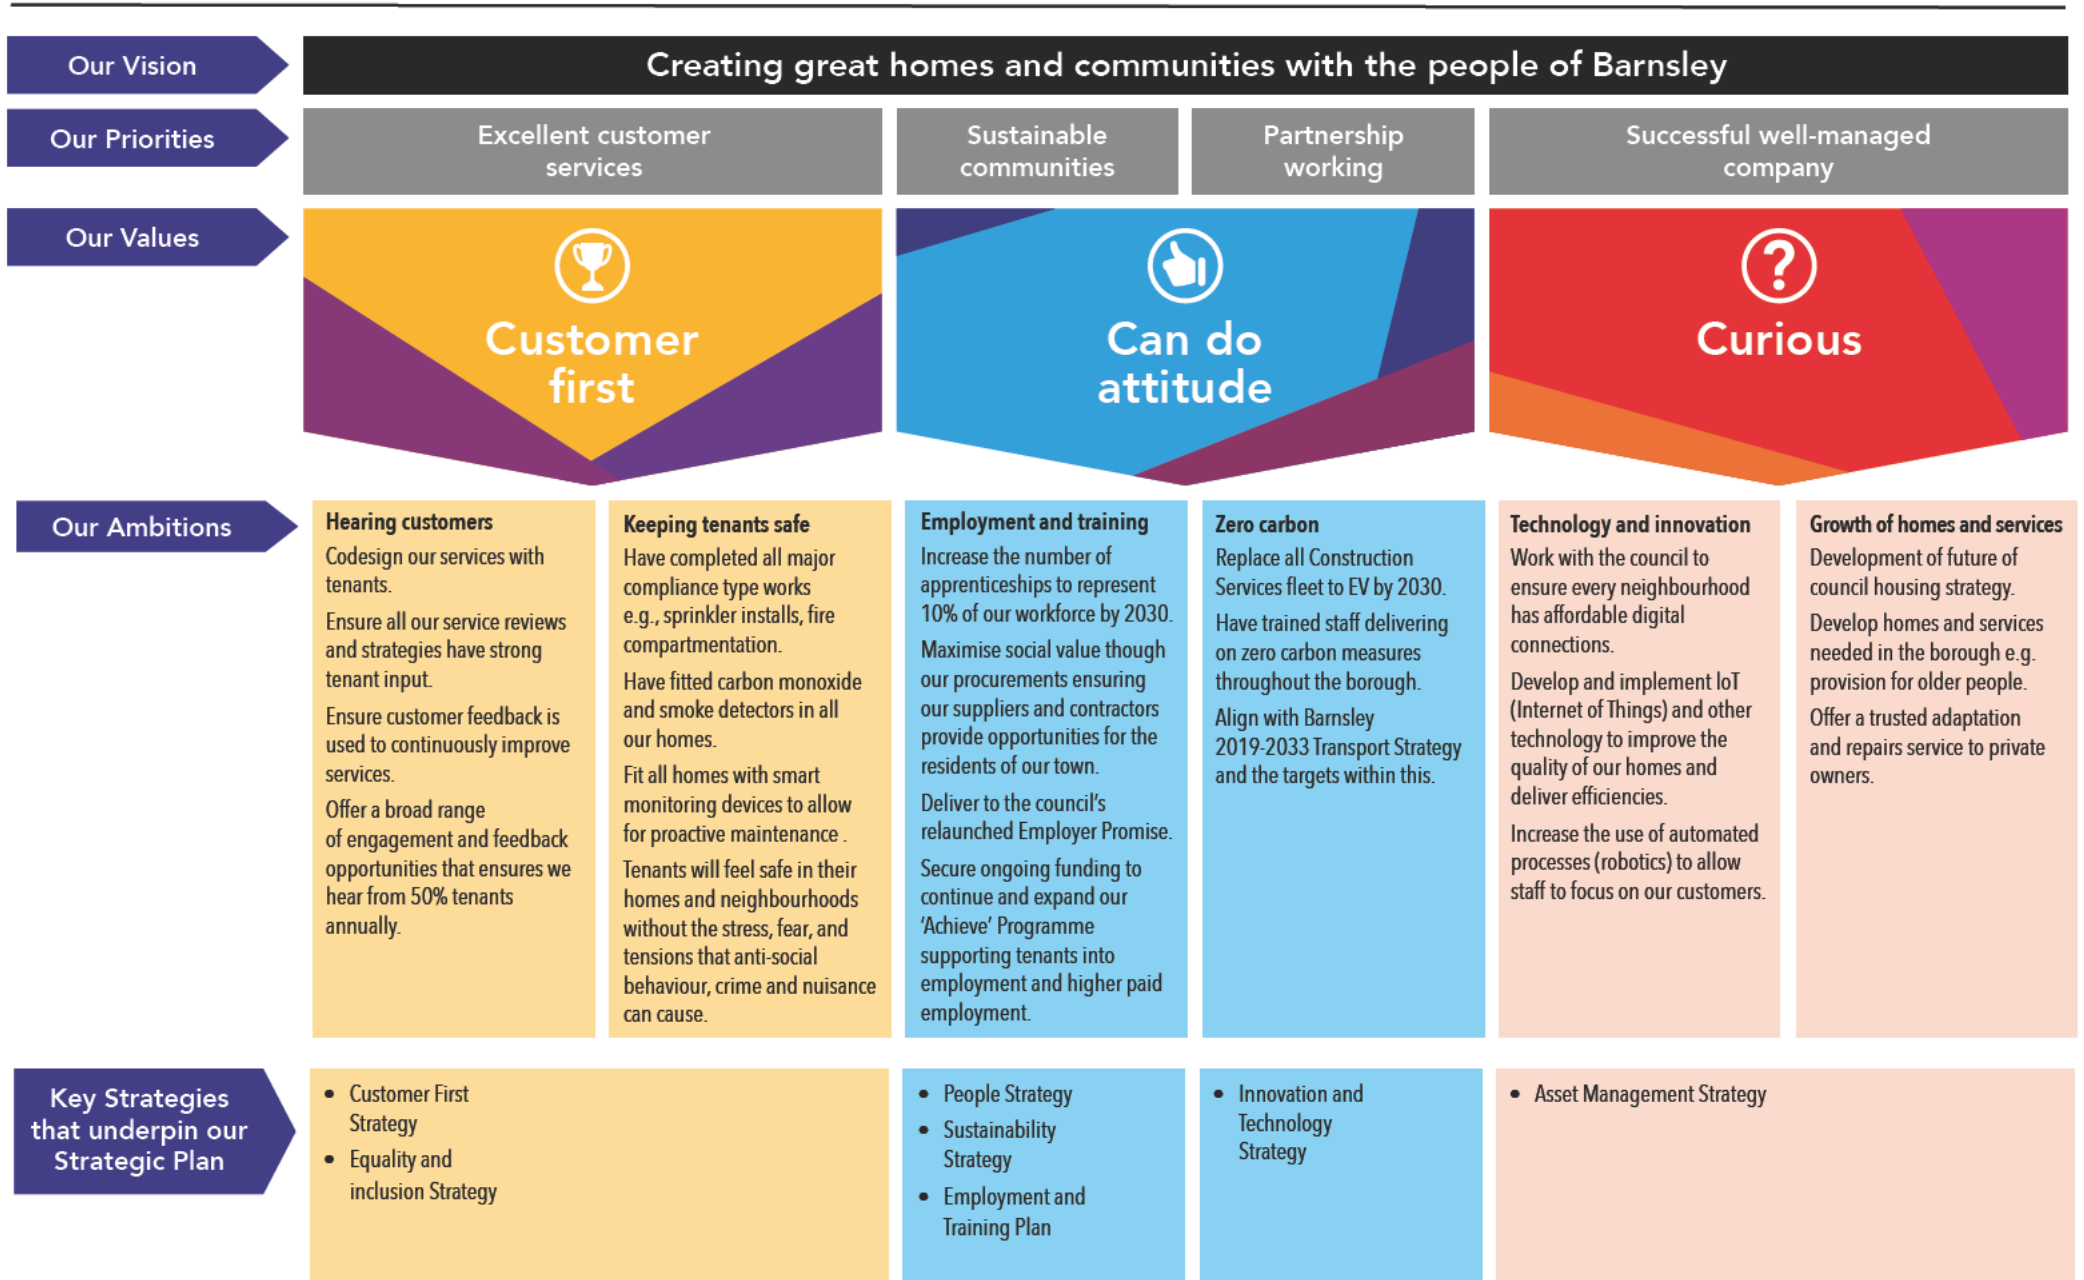 Our Vision
Creating great homes and communities with the people of Barnsley
Our Priorities
Excellent customer
services
Sustainable
communities
Partnership
working
Successful well-managed
company
Our Values
Customer
first
Can do
attitude
?
Curious
Our Ambitions
Hearing customers
Codesign our services with
tenants.
Ensure all our service reviews
and strategies have strong
tenant input.
Ensure customer feedback is
used to continuously improve
services.
Offer a broad range
of engagement and feedback
opportunities that ensures we
hear from 50% tenants
annually.
Keeping tenants safe
Have completed all major
compliance type works
e.g., sprinkler installs, fire
compartmentation.
Have fitted carbon monoxide
and smoke detectors in all
our homes.
Fit all homes with smart
monitoring devices to allow
for proactive maintenance .
Tenants will feel safe in their
homes and neighbourhoods
without the stress, fear, and
tensions that anti-social
behaviour, crime and nuisance
can cause.
Employment and training
Increase the number of
apprenticeships to represent
10% of our workforce by 2030.
Maximise social value though
our procurements ensuring
our suppliers and contractors
provide opportunities for the
residents of our town.
Deliver to the council's
relaunched Employer Promise.
Secure ongoing funding to
continue and expand our
'Achieve' Programme
supporting tenants into
employment and higher paid
employment.
Zero carbon
Replace all Construction
Services fleet to EV by 2030.
Have trained staff delivering
on zero carbon measures
throughout the borough.
Align with Barnsley
2019-2033 Transport Strategy
and the targets within this.
Technology and innovation
Work with the council to
ensure every neighbourhood
has affordable digital
connections.
Develop and implement IoT
(Internet of Things) and other
technology to improve the
quality of our homes and
deliver efficiencies.
Increase the use of automated
processes (robotics) to allow
staff to focus on our customers.
Growth of homes and services
Development of future of
council housing strategy.
Develop homes and services
needed in the borough e.g.
provision for older people.
Offer a trusted adaptation
and repairs service to private
owners.
Key Strategies
that underpin our
Strategic Plan
• Customer First
Strategy
• Equality and
inclusion Strategy
• People Strategy
• Sustainability
Strategy
• Employment and
Training Plan
• Innovation and
Technology
Strategy
• Asset Management Strategy